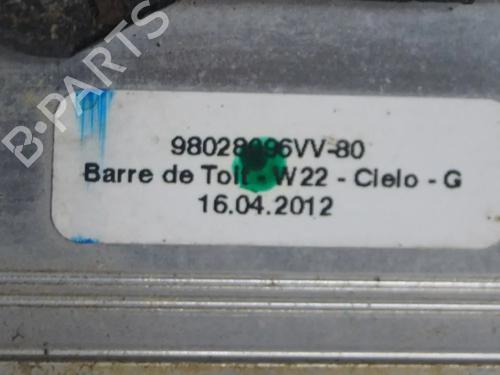 B-PARTS
98028096VV-80
Barre de Toit - W22 - Cielo - G
16.04.2012